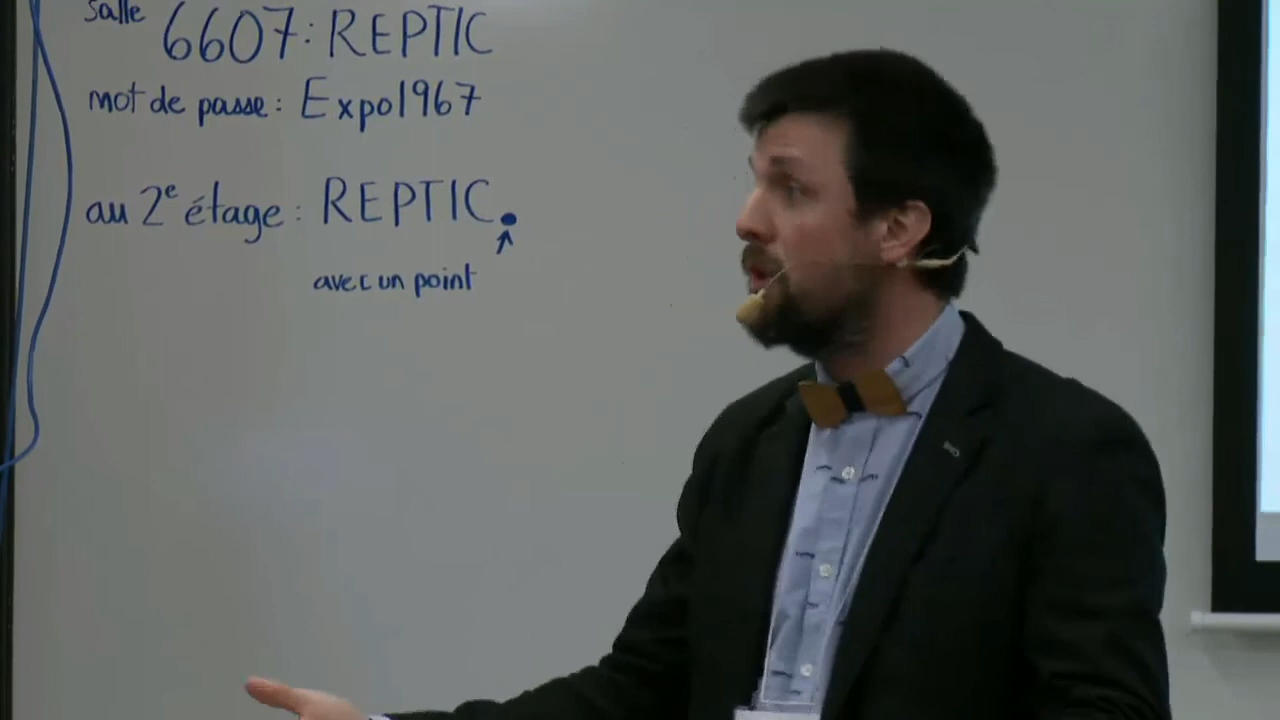 salle 6607: REPTIC
mot de passe: Expo1967
au 2e étage: REPTIC.
avec un point